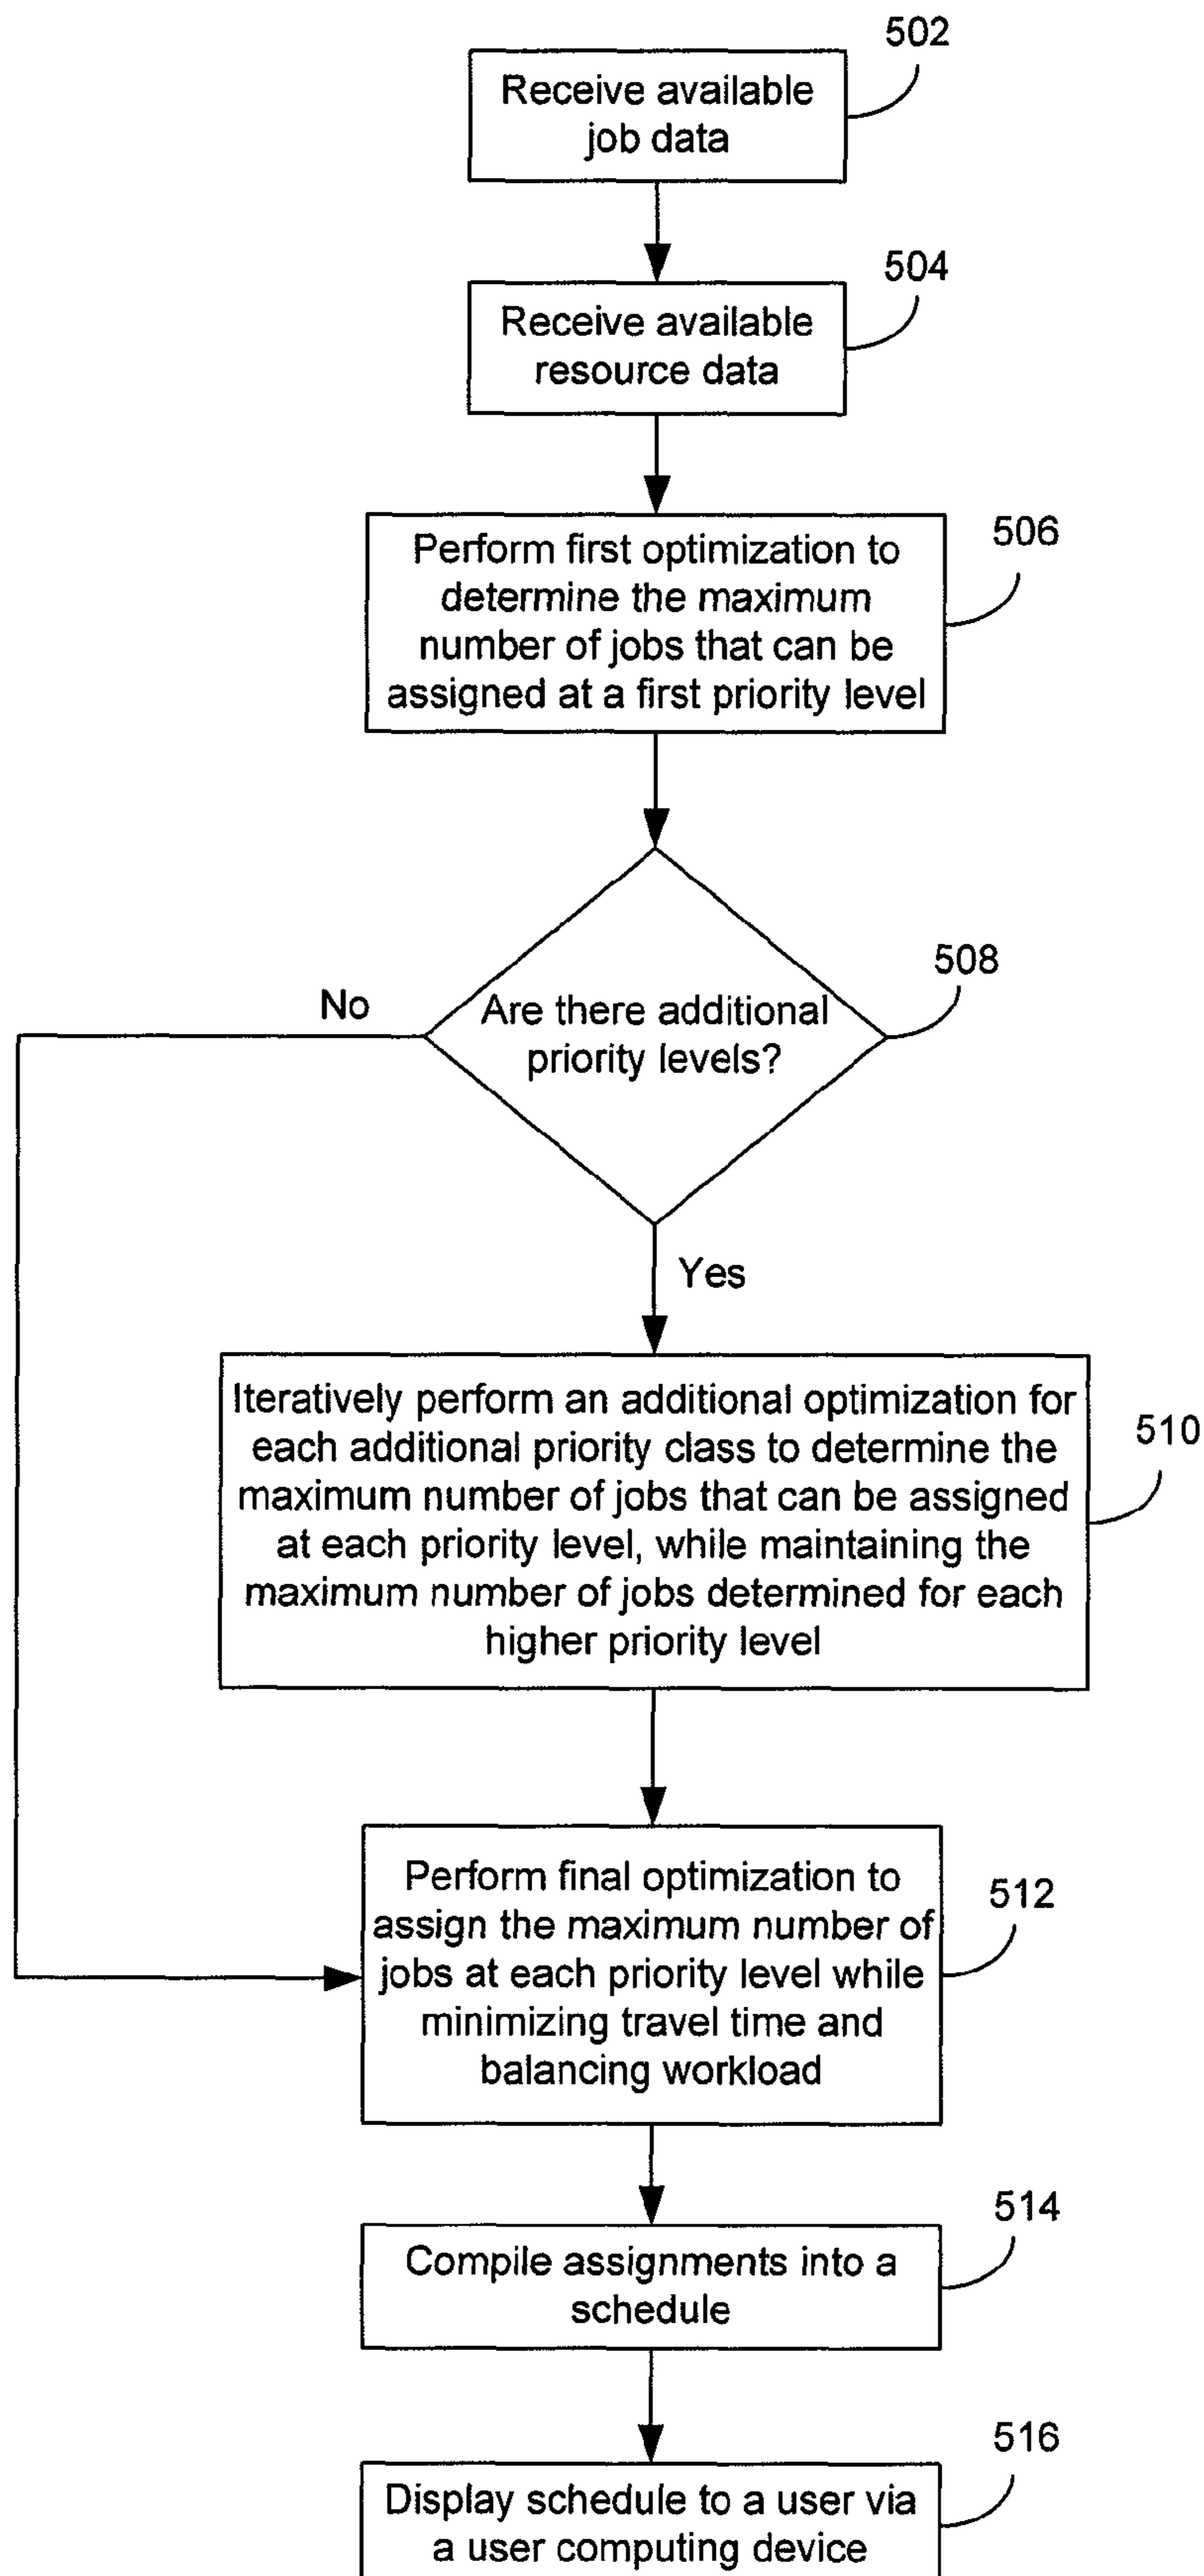 502
Receive available
job data
504
Receive available
resource data
506
Perform first optimization to
determine the maximum
number of jobs that can be
assigned at a first priority level
508
No
Are there additional
priority levels?
Yes
510
Iteratively perform an additional optimization for
each additional priority class to determine the
maximum number of jobs that can be assigned
at each priority level, while maintaining the
maximum number of jobs determined for each
higher priority level
512
Perform final optimization to
assign the maximum number of
jobs at each priority level while
minimizing travel time and
balancing workload
514
Compile assignments into a
schedule
516
Display schedule to a user via
a user computing device